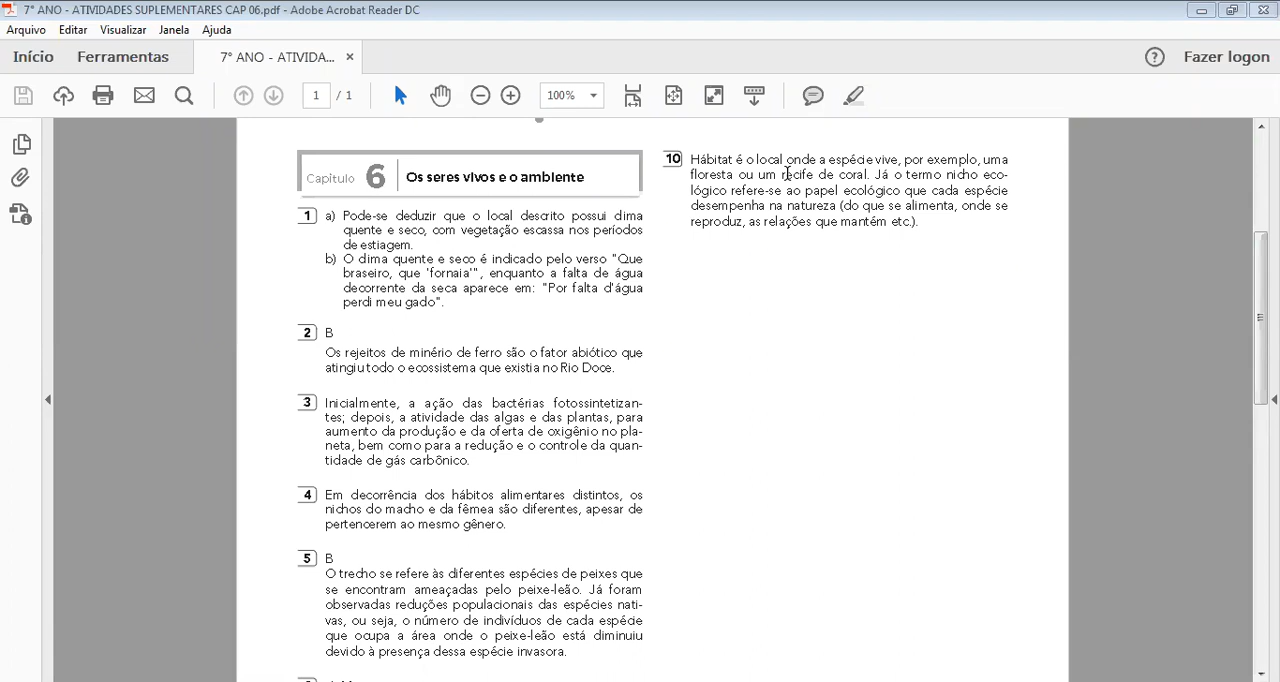 7° ANO - ATIVIDADES SUPLEMENTARES CAP 06.pdf - Adobe Acrobat Reader DC
Arquivo Editar Visualizar Janela Ajuda
Início Ferramentas 7° ANO - ATIVIDA... × Fazer logon
1 / 1 100%
Capítulo 6 Os seres vivos e o ambiente
1 a) Pode-se deduzir que o local descrito possui clima
quente e seco, com vegetação escassa nos períodos
de estiagem.
b) O clima quente e seco é indicado pelo verso "Que
braseiro, que 'fornaia'", enquanto a falta de água
decorrente da seca aparece em: "Por falta d'água
perdi meu gado".
2 B
Os rejeitos de minério de ferro são o fator abiótico que
atingiu todo o ecossistema que existia no Rio Doce.
3 Inicialmente, a ação das bactérias fotossintetizan-
tes; depois, a atividade das algas e das plantas, para
aumento da produção e da oferta de oxigênio no pla-
neta, bem como para a redução e o controle da quan-
tidade de gás carbônico.
4 Em decorrência dos hábitos alimentares distintos, os
nichos do macho e da fêmea são diferentes, apesar de
pertencerem ao mesmo gênero.
5 B
O trecho se refere às diferentes espécies de peixes que
se encontram ameaçadas pelo peixe-leão. Já foram
observadas reduções populacionais das espécies nati-
vas, ou seja, o número de indivíduos de cada espécie
que ocupa a área onde o peixe-leão está diminuiu
devido à presença dessa espécie invasora.
10 Hábitat é o local onde a espécie vive, por exemplo, uma
floresta ou um recife de coral. Já o termo nicho eco-
lógico refere-se ao papel ecológico que cada espécie
desempenha na natureza (do que se alimenta, onde se
reproduz, as relações que mantém etc.).